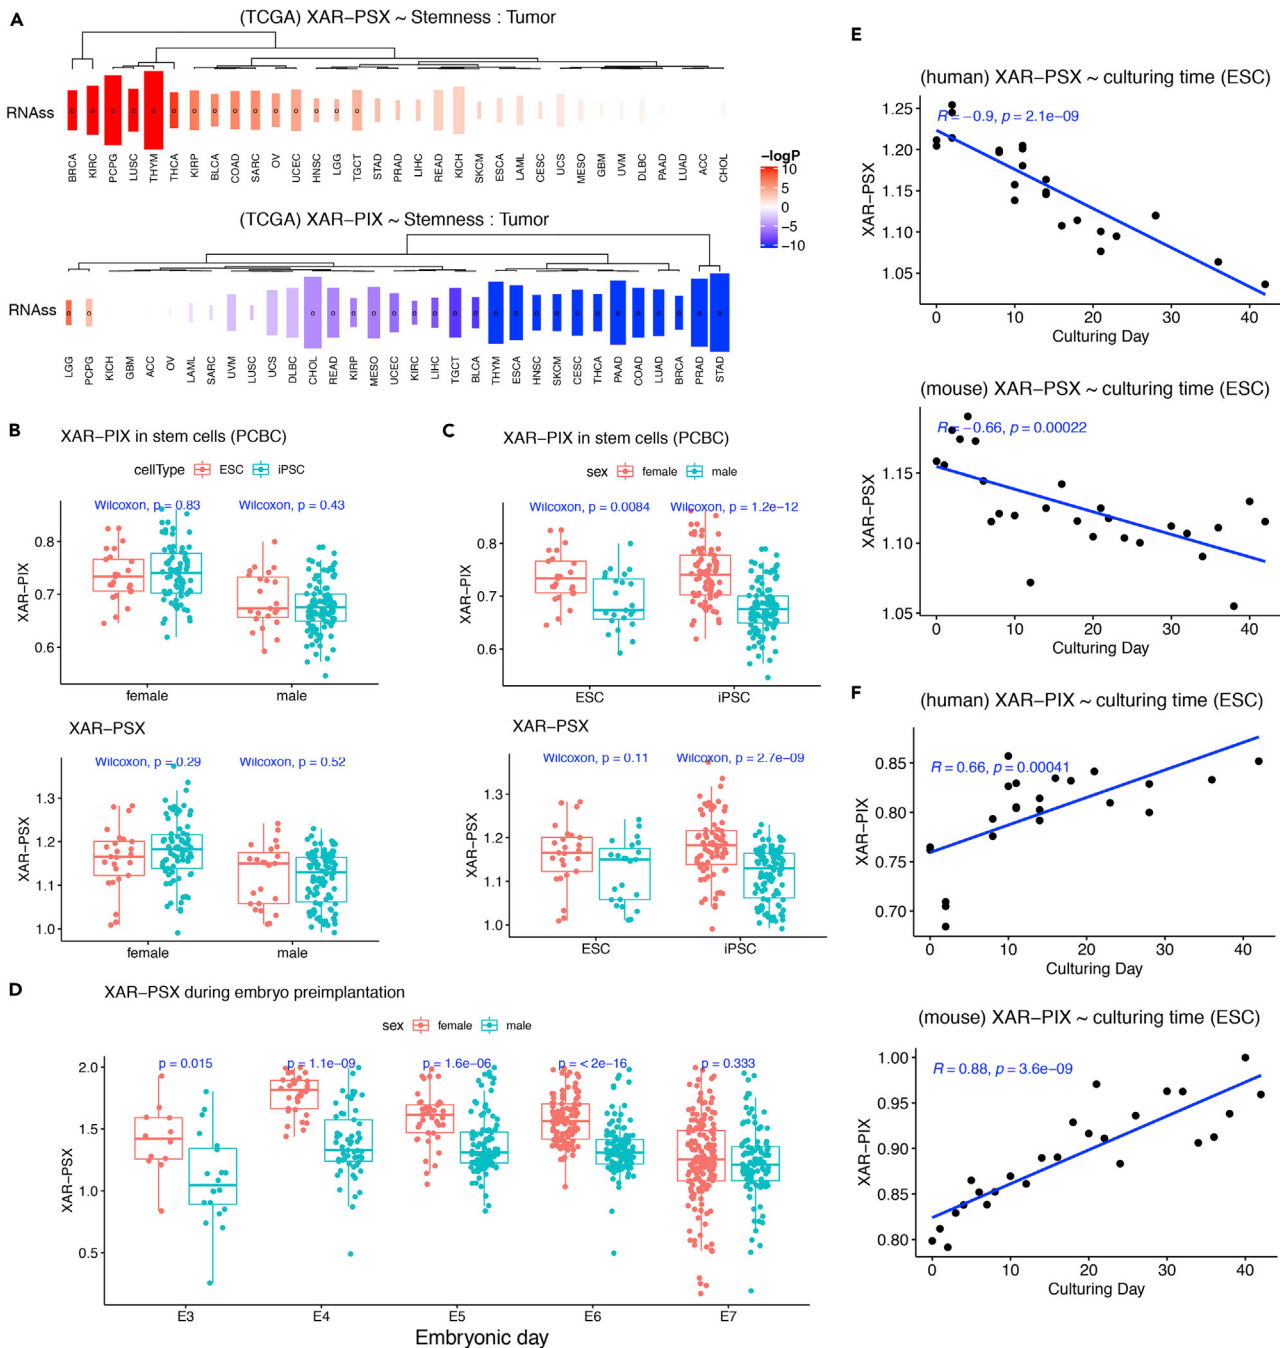 A
(TCGA) XAR−PSX ~ Stemness : Tumor
RNAss
BRCA KIRC PCPG LUSC THYM THCA KIRP BLCA COAD SARC OV UCEC HNSC LGG TGCT STAD PRAD LIHC READ KICH SKCM ESCA LAML CESC UCS MESO GBM UVM DLBC PAAD LUAD ACC CHOL
−logP
10
5
0
−5
−10
(TCGA) XAR−PIX ~ Stemness : Tumor
RNAss
LGG PCPG KICH GBM ACC OV LAML SARC UVM LUSC UCS DLBC CHOL READ KIRP MESO UCEC KIRC LIHC TGCT BLCA THYM ESCA HNSC SKCM CESC THCA PAAD COAD LUAD BRCA PRAD STAD
B
XAR−PIX in stem cells (PCBC)
cellType ESC iPSC
Wilcoxon, p = 0.83 Wilcoxon, p = 0.43
XAR−PIX
0.8
0.7
0.6
female male
XAR−PSX
Wilcoxon, p = 0.29 Wilcoxon, p = 0.52
XAR−PSX
1.3
1.2
1.1
1.0
female male
C
XAR−PIX in stem cells (PCBC)
sex female male
Wilcoxon, p = 0.0084 Wilcoxon, p = 1.2e−12
XAR−PIX
0.8
0.7
0.6
ESC iPSC
XAR−PSX
Wilcoxon, p = 0.11 Wilcoxon, p = 2.7e−09
XAR−PSX
1.3
1.2
1.1
1.0
ESC iPSC
D
XAR−PSX during embryo preimplantation
sex female male
p = 0.015 p = 1.1e−09 p = 1.6e−06 p = < 2e−16 p = 0.333
XAR−PSX
2.0
1.5
1.0
0.5
E3 E4 E5 E6 E7
Embryonic day
E
(human) XAR−PSX ~ culturing time (ESC)
R = −0.9, p = 2.1e−09
XAR−PSX
1.25
1.20
1.15
1.10
1.05
0 10 20 30 40
Culturing Day
(mouse) XAR−PSX ~ culturing time (ESC)
R = −0.66, p = 0.00022
XAR−PSX
1.15
1.10
1.05
0 10 20 30 40
Culturing Day
F
(human) XAR−PIX ~ culturing time (ESC)
R = 0.66, p = 0.00041
XAR−PIX
0.85
0.80
0.75
0.70
0 10 20 30 40
Culturing Day
(mouse) XAR−PIX ~ culturing time (ESC)
R = 0.88, p = 3.6e−09
XAR−PIX
1.00
0.95
0.90
0.85
0.80
0 10 20 30 40
Culturing Day